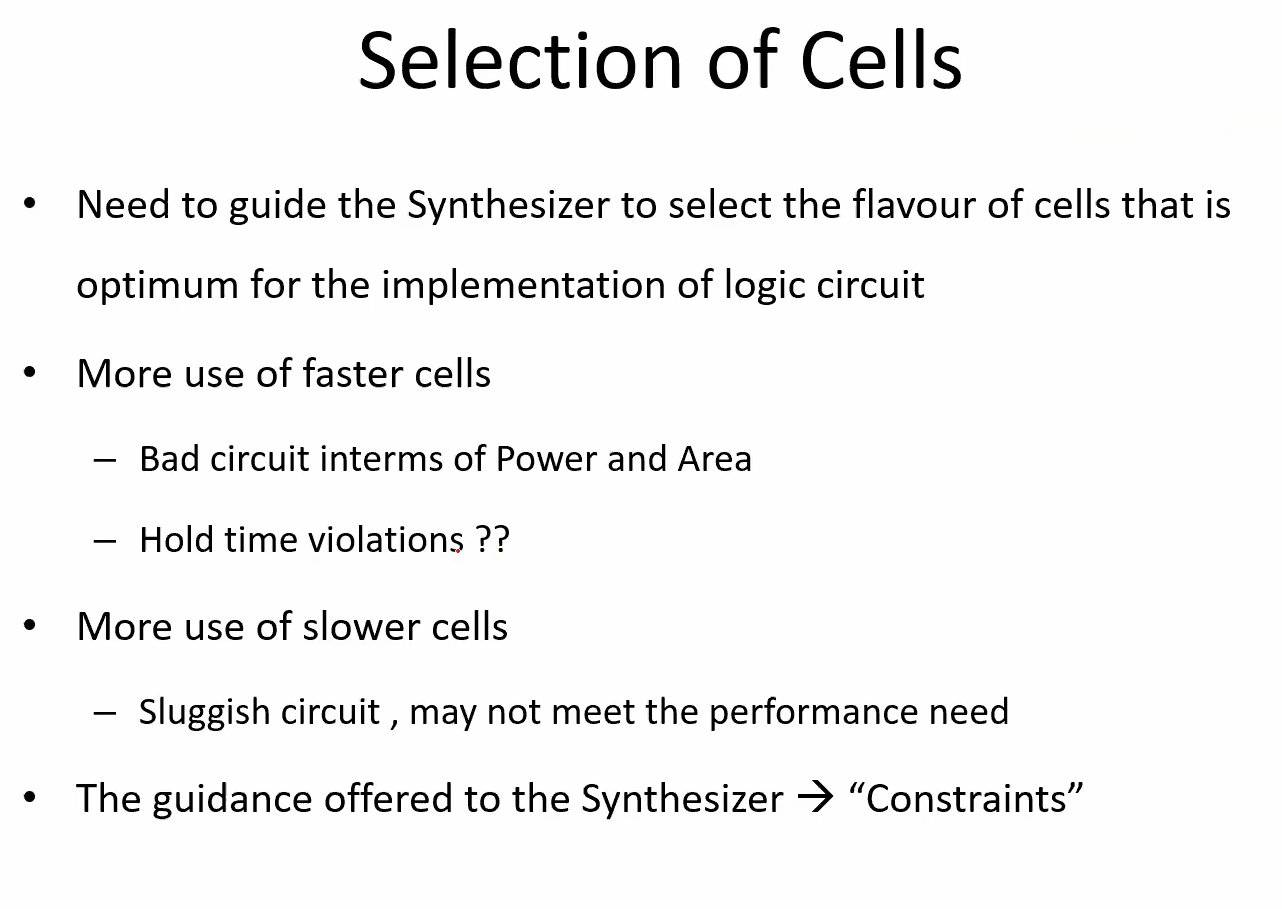 Selection of Cells
• Need to guide the Synthesizer to select the flavour of cells that is
optimum for the implementation of logic circuit
• More use of faster cells
– Bad circuit interms of Power and Area
– Hold time violations ??
• More use of slower cells
– Sluggish circuit , may not meet the performance need
• The guidance offered to the Synthesizer → “Constraints”